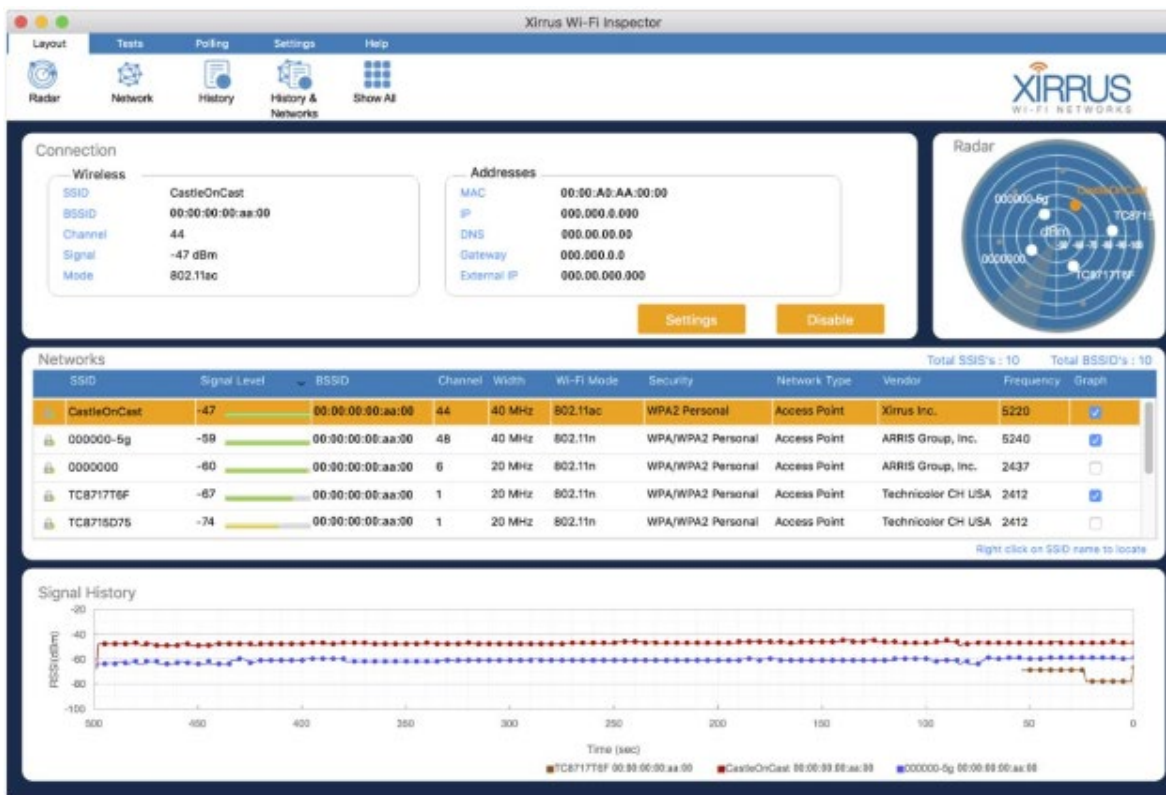 Xirrus Wi-Fi Inspector
Layout Tests Polling Settings Help
Radar Network History History & Networks Show All
XIRRUS
WI-FI NETWORKS
Connection
Wireless
SSID CastleOnCast
BSSID 00:00:00:00:aa:00
Channel 44
Signal -47 dBm
Mode 802.11ac
Addresses
MAC 00:00:A0:AA:00:00
IP 000.000.0.000
DNS 000.00.00.00
Gateway 000.000.0.0
External IP 000.00.000.000
Settings Disable
Radar
CastleOnCast
000000-5g
TC8715
dBm
0000000
TC8717T6F
Networks Total SSIS's : 10 Total BSSID's : 10
SSID Signal Level BSSID Channel Width Wi-Fi Mode Security Network Type Vendor Frequency Graph
CastleOnCast -47 00:00:00:00:aa:00 44 40 MHz 802.11ac WPA2 Personal Access Point Xirrus Inc. 5220
000000-5g -59 00:00:00:00:aa:00 48 40 MHz 802.11n WPA/WPA2 Personal Access Point ARRIS Group, Inc. 5240
0000000 -60 00:00:00:00:aa:00 6 20 MHz 802.11n WPA/WPA2 Personal Access Point ARRIS Group, Inc. 2437
TC8717T6F -67 00:00:00:00:aa:00 1 20 MHz 802.11n WPA/WPA2 Personal Access Point Technicolor CH USA 2412
TC8715D75 -74 00:00:00:00:aa:00 1 20 MHz 802.11n WPA/WPA2 Personal Access Point Technicolor CH USA 2412
Right click on SSID name to locate
Signal History
RSSI (dBm)
-20
-40
-60
-80
-100
500 450 400 350 300 250 200 150 100 50 0
Time (sec)
TC8717T6F 00:00:00:00:aa:00 CastleOnCast 00:00:00:00:aa:00 000000-5g 00:00:00:00:aa:00